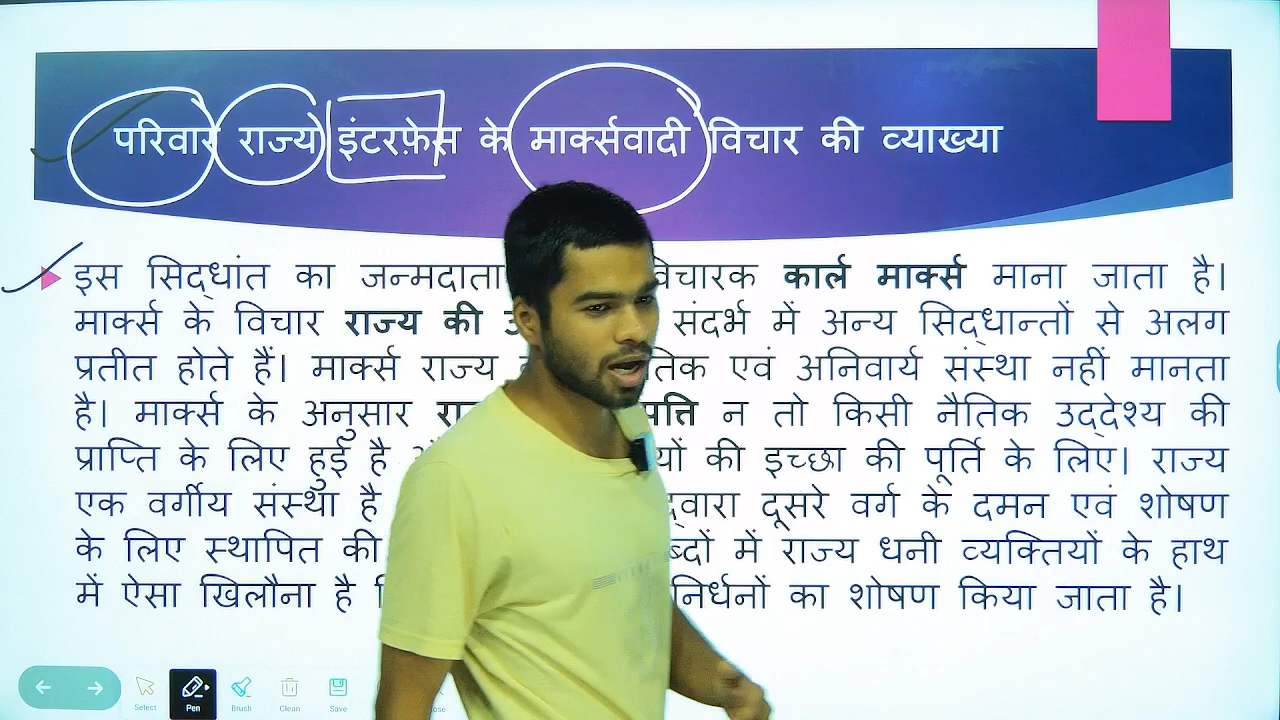 परिवार राज्य इंटरफ़ेस के मार्क्सवादी विचार की व्याख्या
इस सिद्धांत का जन्मदाता विचारक कार्ल मार्क्स माना जाता है।
मार्क्स के विचार राज्य की संदर्भ में अन्य सिद्धान्तों से अलग
प्रतीत होते हैं। मार्क्स राज्य एवं अनिवार्य संस्था नहीं मानता
है। मार्क्स के अनुसार न तो किसी नैतिक उद्देश्य की
प्राप्ति के लिए हुई है की इच्छा की पूर्ति के लिए। राज्य
एक वर्गीय संस्था है द्वारा दूसरे वर्ग के दमन एवं शोषण
के लिए स्थापित की में राज्य धनी व्यक्तियों के हाथ
में ऐसा खिलौना है निर्धनों का शोषण किया जाता है।
Select Pen Brush Clean Save